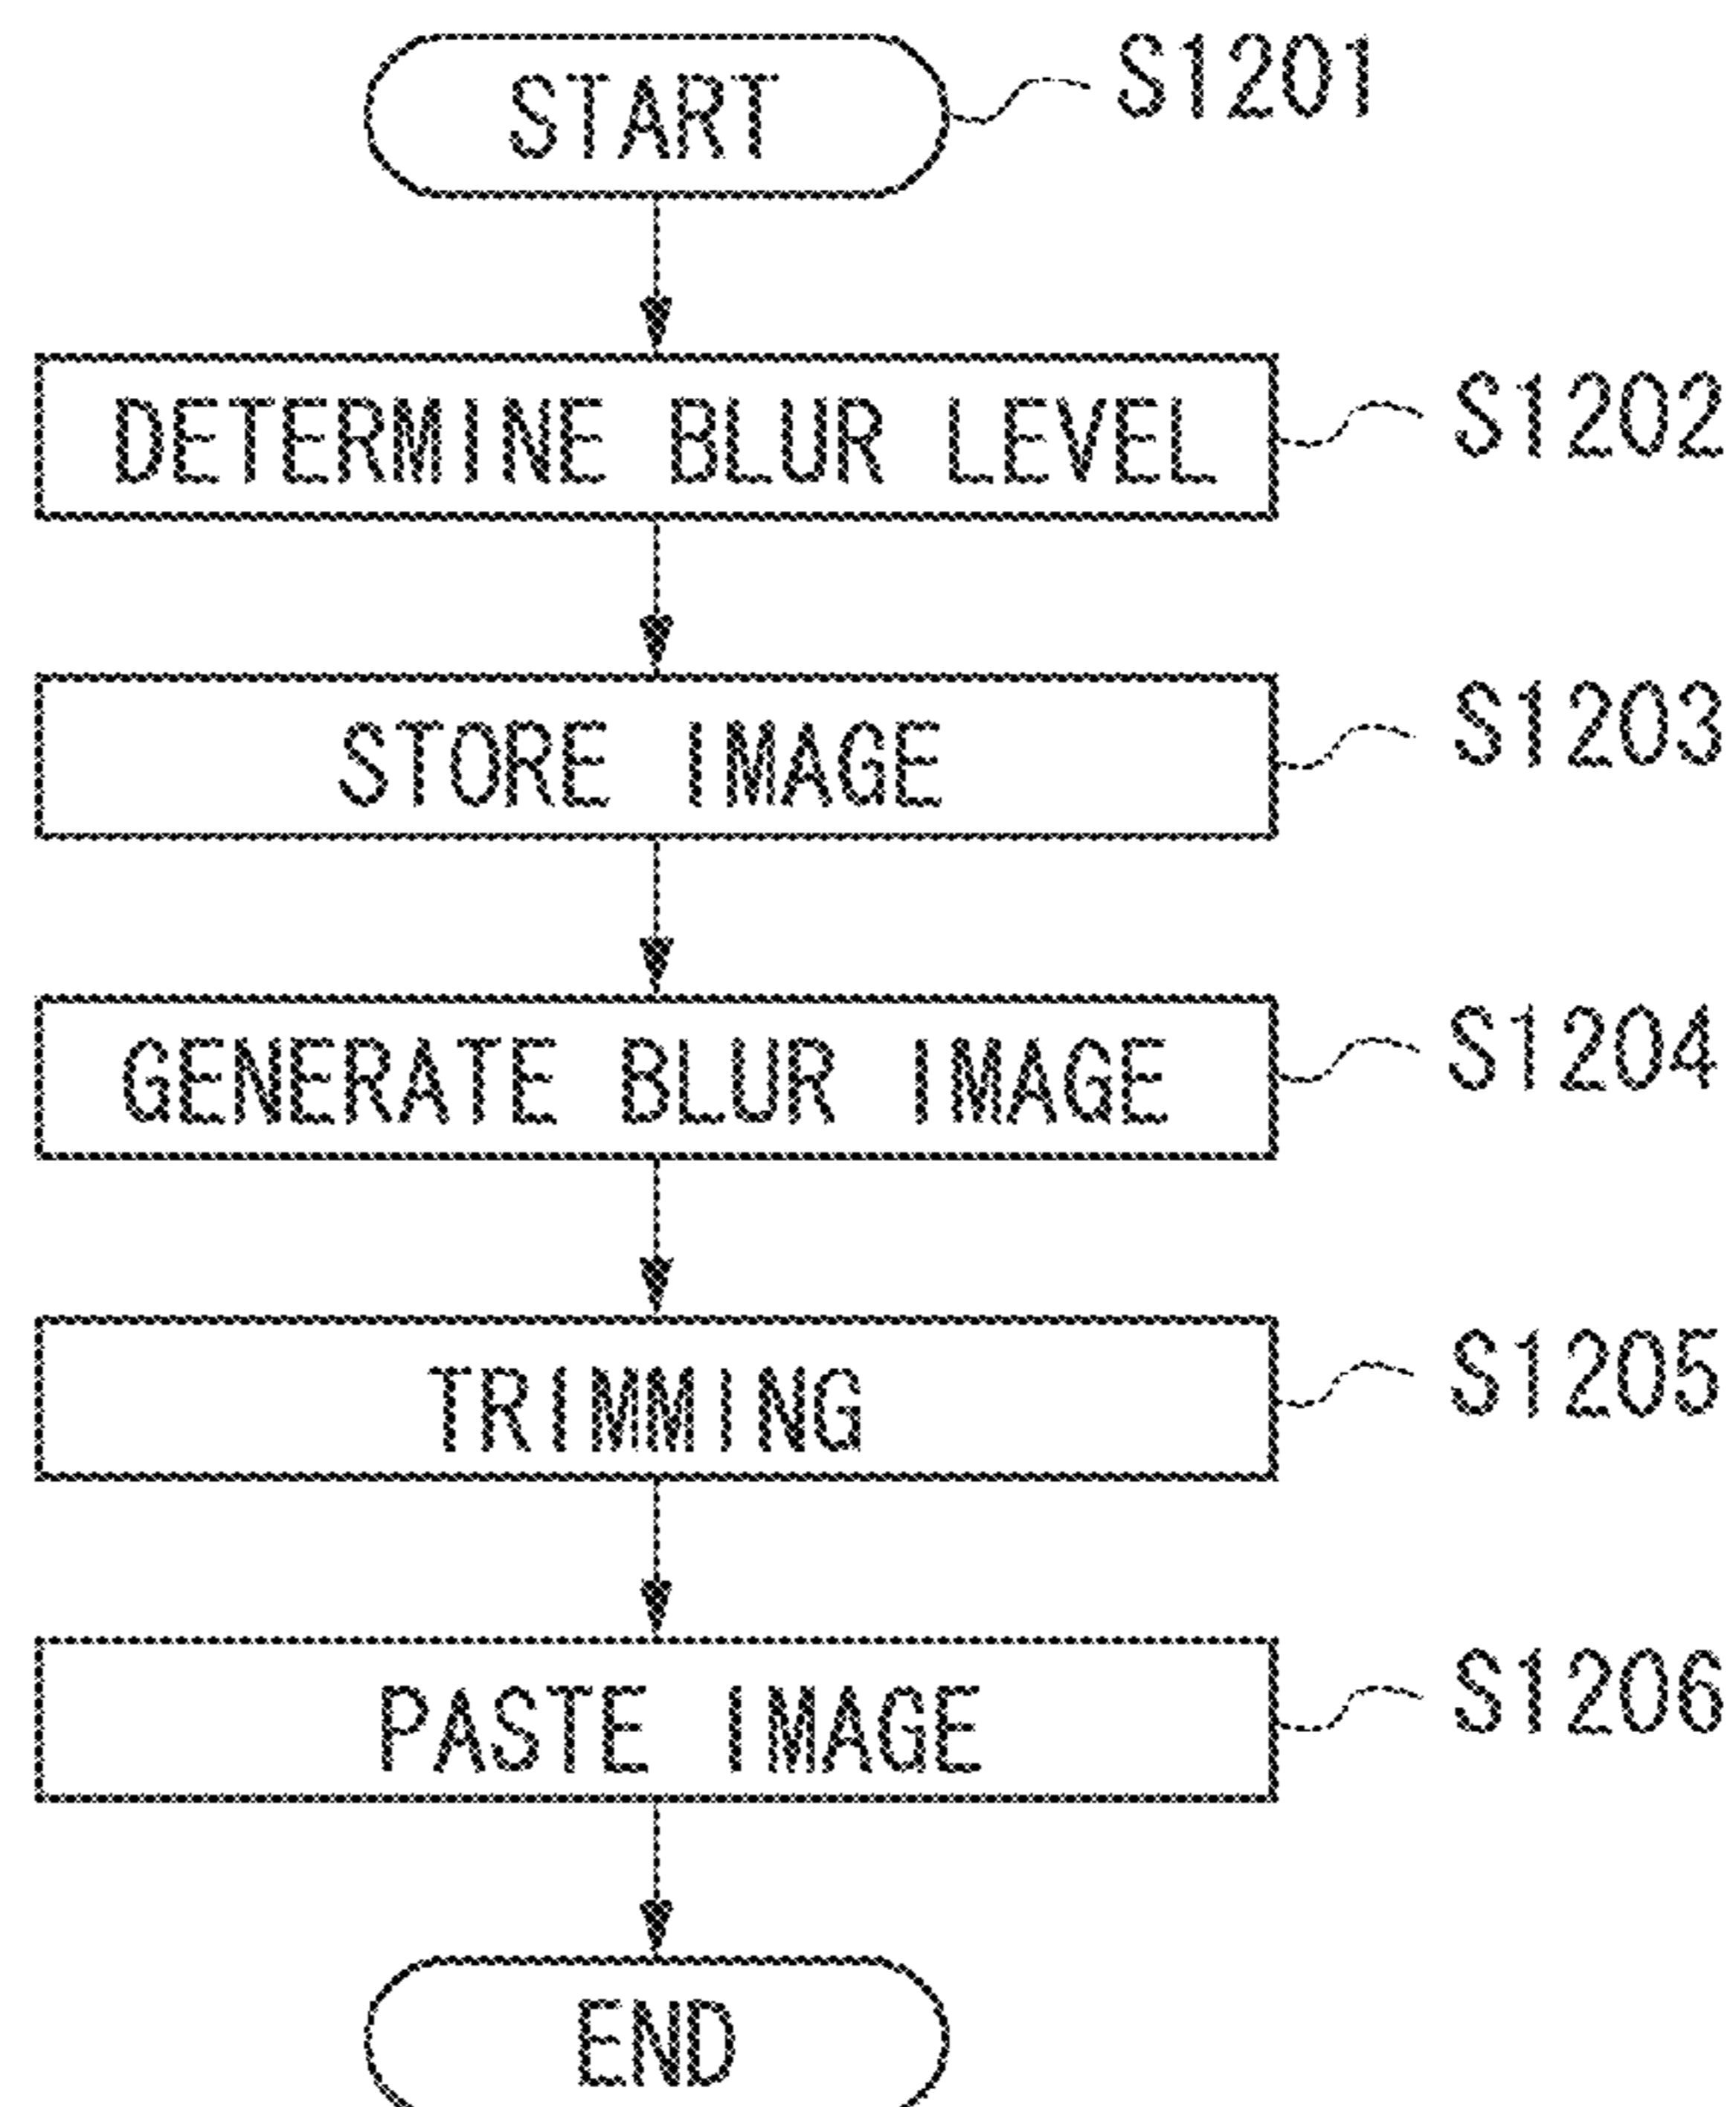 START S1201
DETERMINE BLUR LEVEL S1202
STORE IMAGE S1203
GENERATE BLUR IMAGE S1204
TRIMMING S1205
PASTE IMAGE S1206
END